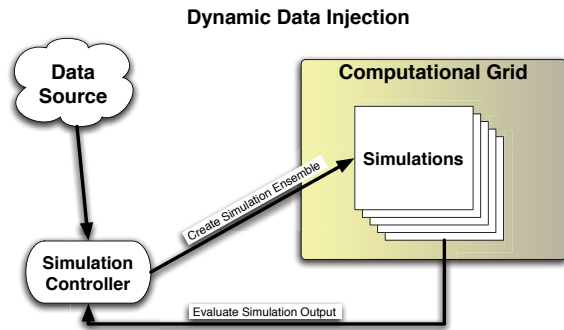 Dynamic Data Injection
Data
Source
Computational Grid
Simulations
Create Simulation Ensemble
Simulation
Controller
Evaluate Simulation Output